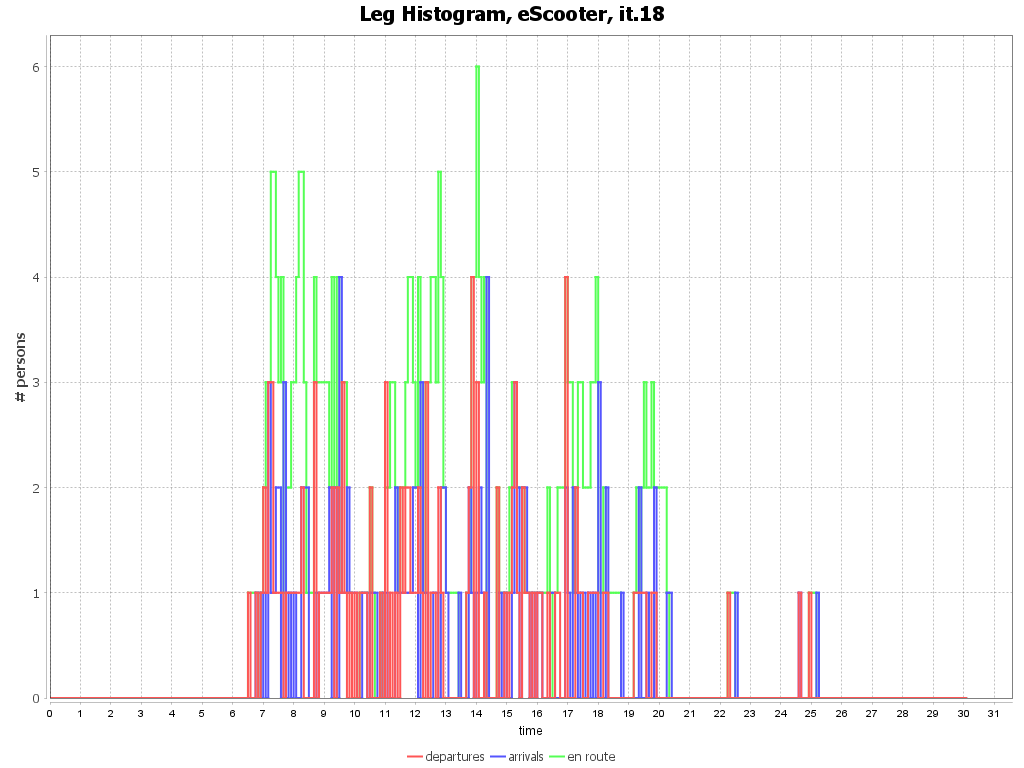 Leg Histogram, eScooter, it.18
# persons
6
5
4
3
2
1
0
0 1 2 3 4 5 6 7 8 9 10 11 12 13 14 15 16 17 18 19 20 21 22 23 24 25 26 27 28 29 30 31
time
departures arrivals en route